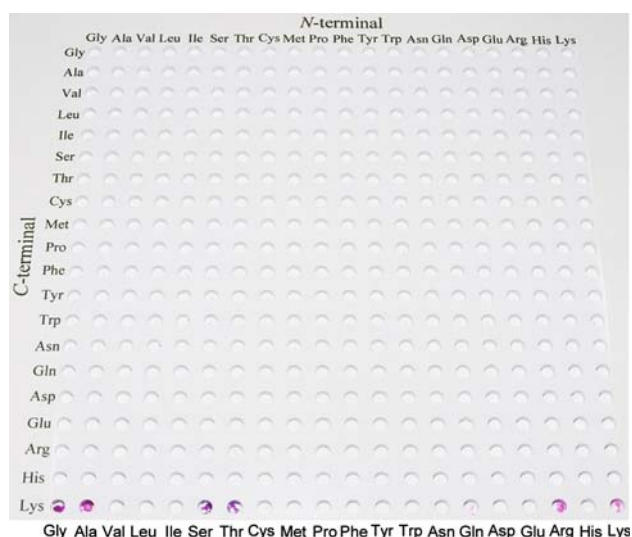 N-terminal
Gly Ala Val Leu Ile Ser Thr Cys Met Pro Phe Tyr Trp Asn Gln Asp Glu Arg His Lys
C-terminal
Gly
Ala
Val
Leu
Ile
Ser
Thr
Cys
Met
Pro
Phe
Tyr
Trp
Asn
Gln
Asp
Glu
Arg
His
Lys
Gly Ala Val Leu Ile Ser Thr Cys Met Pro Phe Tyr Trp Asn Gln Asp Glu Arg His Lys